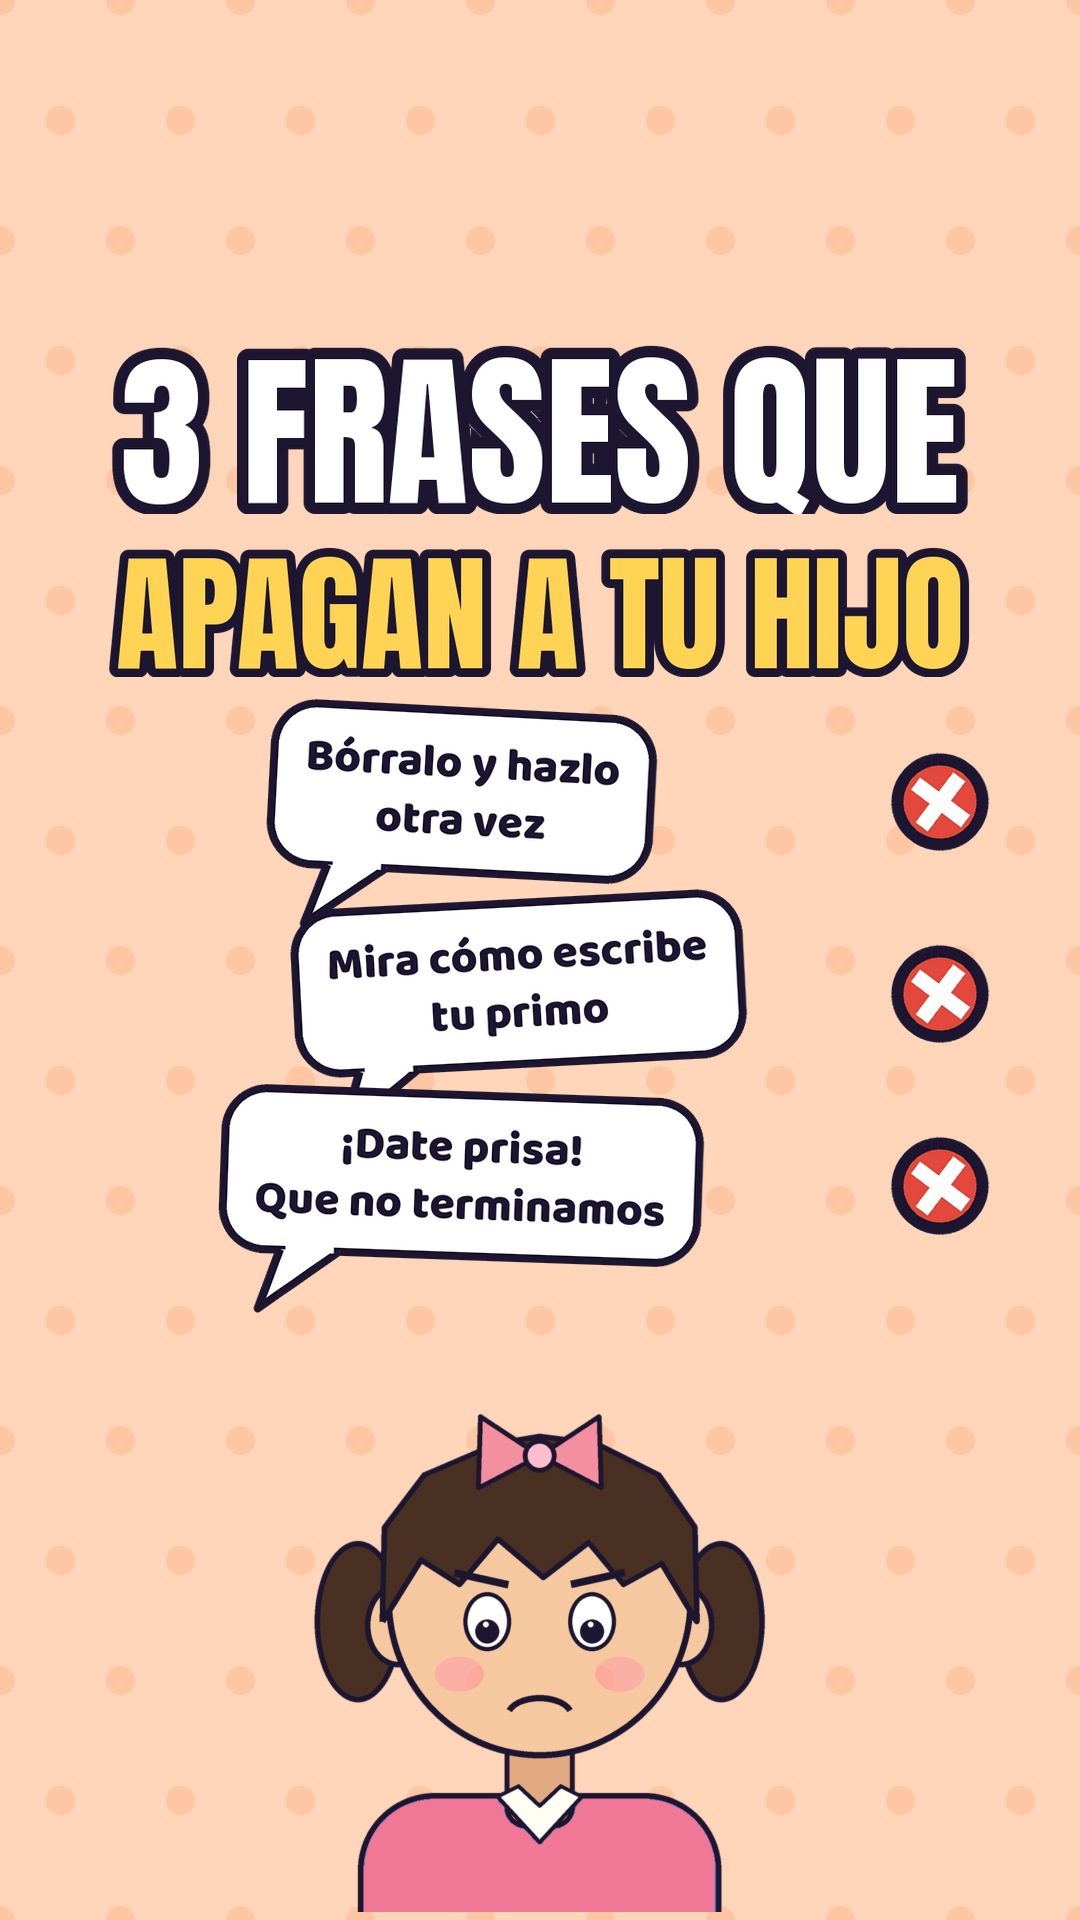 3 FRASES QUE
APAGAN A TU HIJO
Bórralo y hazlo
otra vez
Mira cómo escribe
tu primo
¡Date prisa!
Que no terminamos